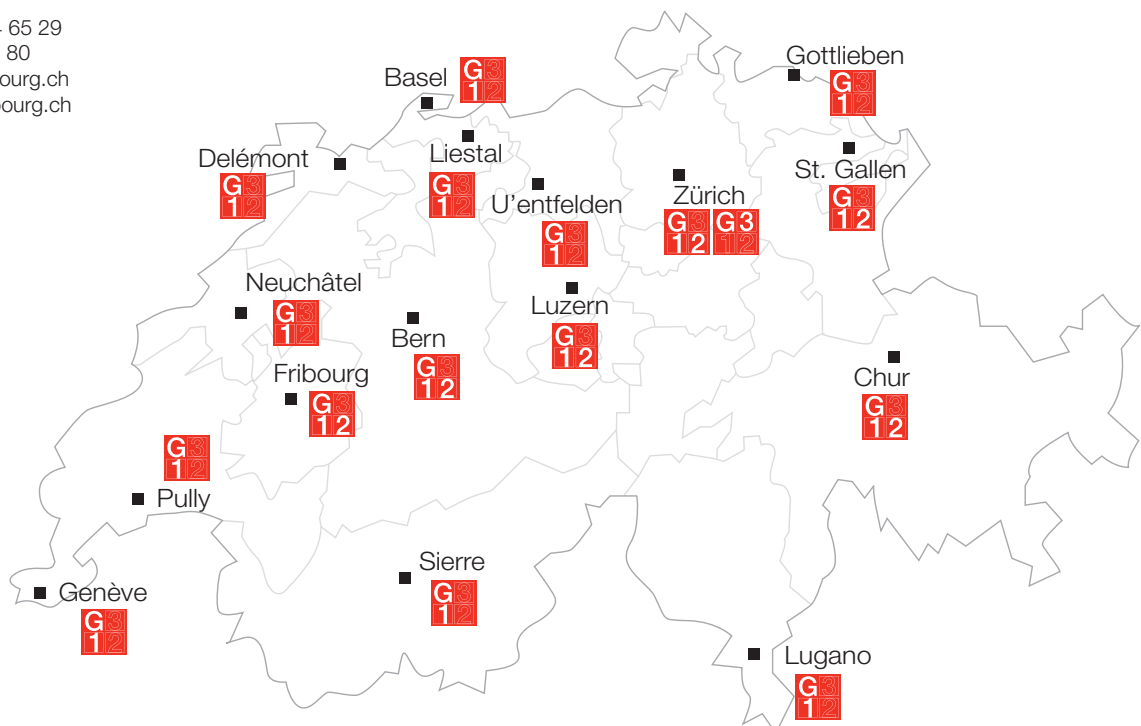 65 29
80
ourg.ch
ourg.ch
Basel
G3
12
Gottlieben
G3
12
Delémont
G3
12
Liestal
G3
12
U’entfelden
G3
12
Zürich
G3 G3
12 12
St. Gallen
G3
12
Neuchâtel
G3
12
Bern
G3
12
Luzern
G3
12
Fribourg
G3
12
Chur
G3
12
G3
12
Pully
Genève
G3
12
Sierre
G3
12
Lugano
G3
12